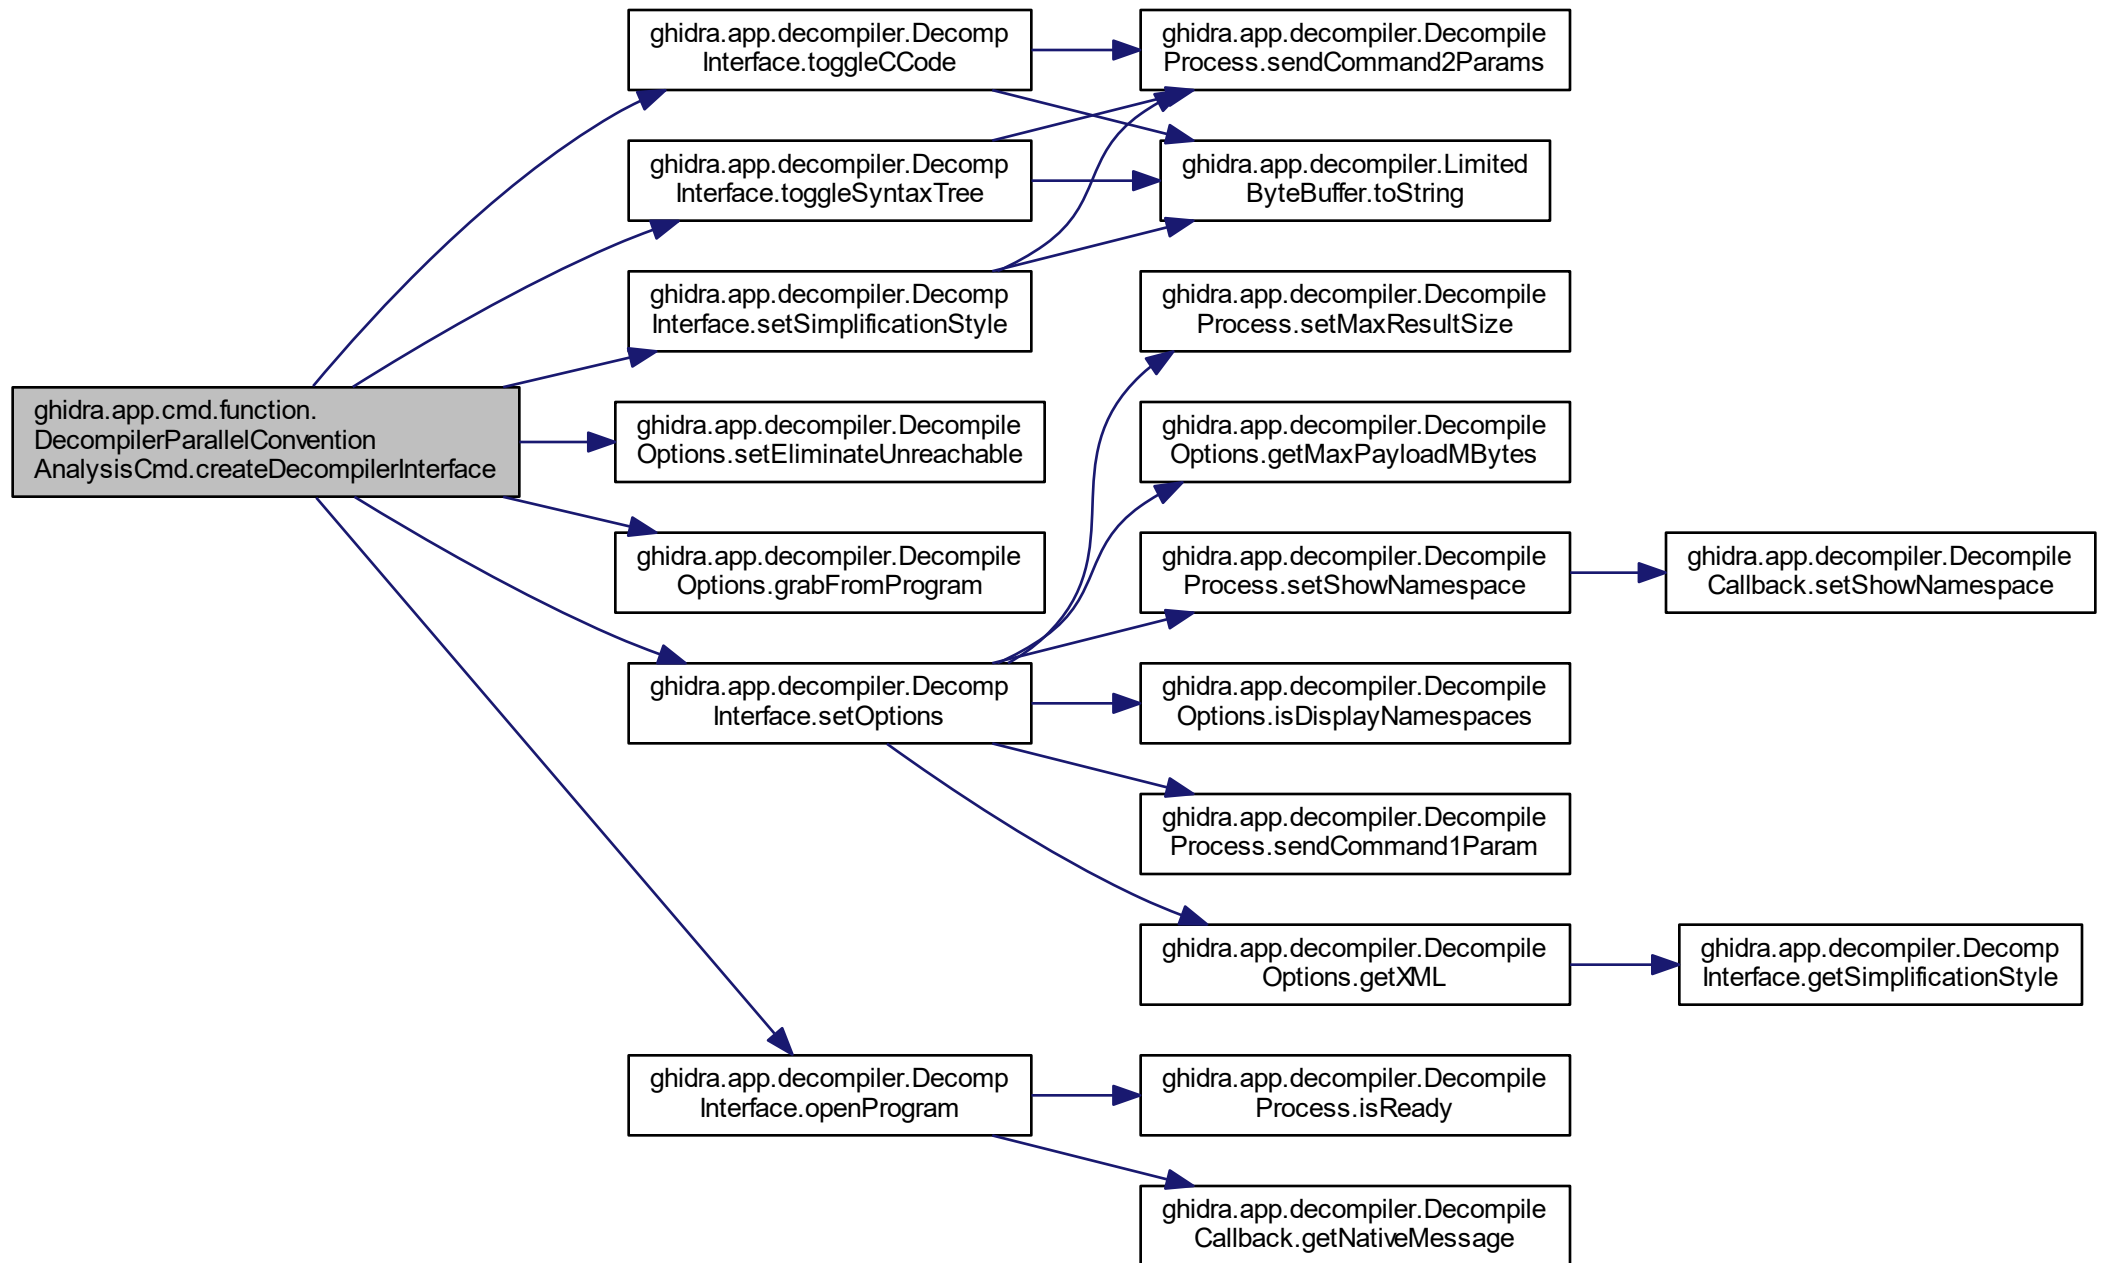 ghidra.app.decompiler.Decomp
Interface.toggleCCode
ghidra.app.decompiler.Decompile
Process.sendCommand2Params
ghidra.app.decompiler.Decomp
Interface.toggleSyntaxTree
ghidra.app.decompiler.Limited
ByteBuffer.toString
ghidra.app.decompiler.Decomp
Interface.setSimplificationStyle
ghidra.app.decompiler.Decompile
Process.setMaxResultSize
ghidra.app.cmd.function.
DecompilerParallelConvention
AnalysisCmd.createDecompilerInterface
ghidra.app.decompiler.Decompile
Options.setEliminateUnreachable
ghidra.app.decompiler.Decompile
Options.getMaxPayloadMBytes
ghidra.app.decompiler.Decompile
Options.grabFromProgram
ghidra.app.decompiler.Decompile
Process.setShowNamespace
ghidra.app.decompiler.Decompile
Callback.setShowNamespace
ghidra.app.decompiler.Decomp
Interface.setOptions
ghidra.app.decompiler.Decompile
Options.isDisplayNamespaces
ghidra.app.decompiler.Decompile
Process.sendCommand1Param
ghidra.app.decompiler.Decompile
Options.getXML
ghidra.app.decompiler.Decomp
Interface.getSimplificationStyle
ghidra.app.decompiler.Decomp
Interface.openProgram
ghidra.app.decompiler.Decompile
Process.isReady
ghidra.app.decompiler.Decompile
Callback.getNativeMessage